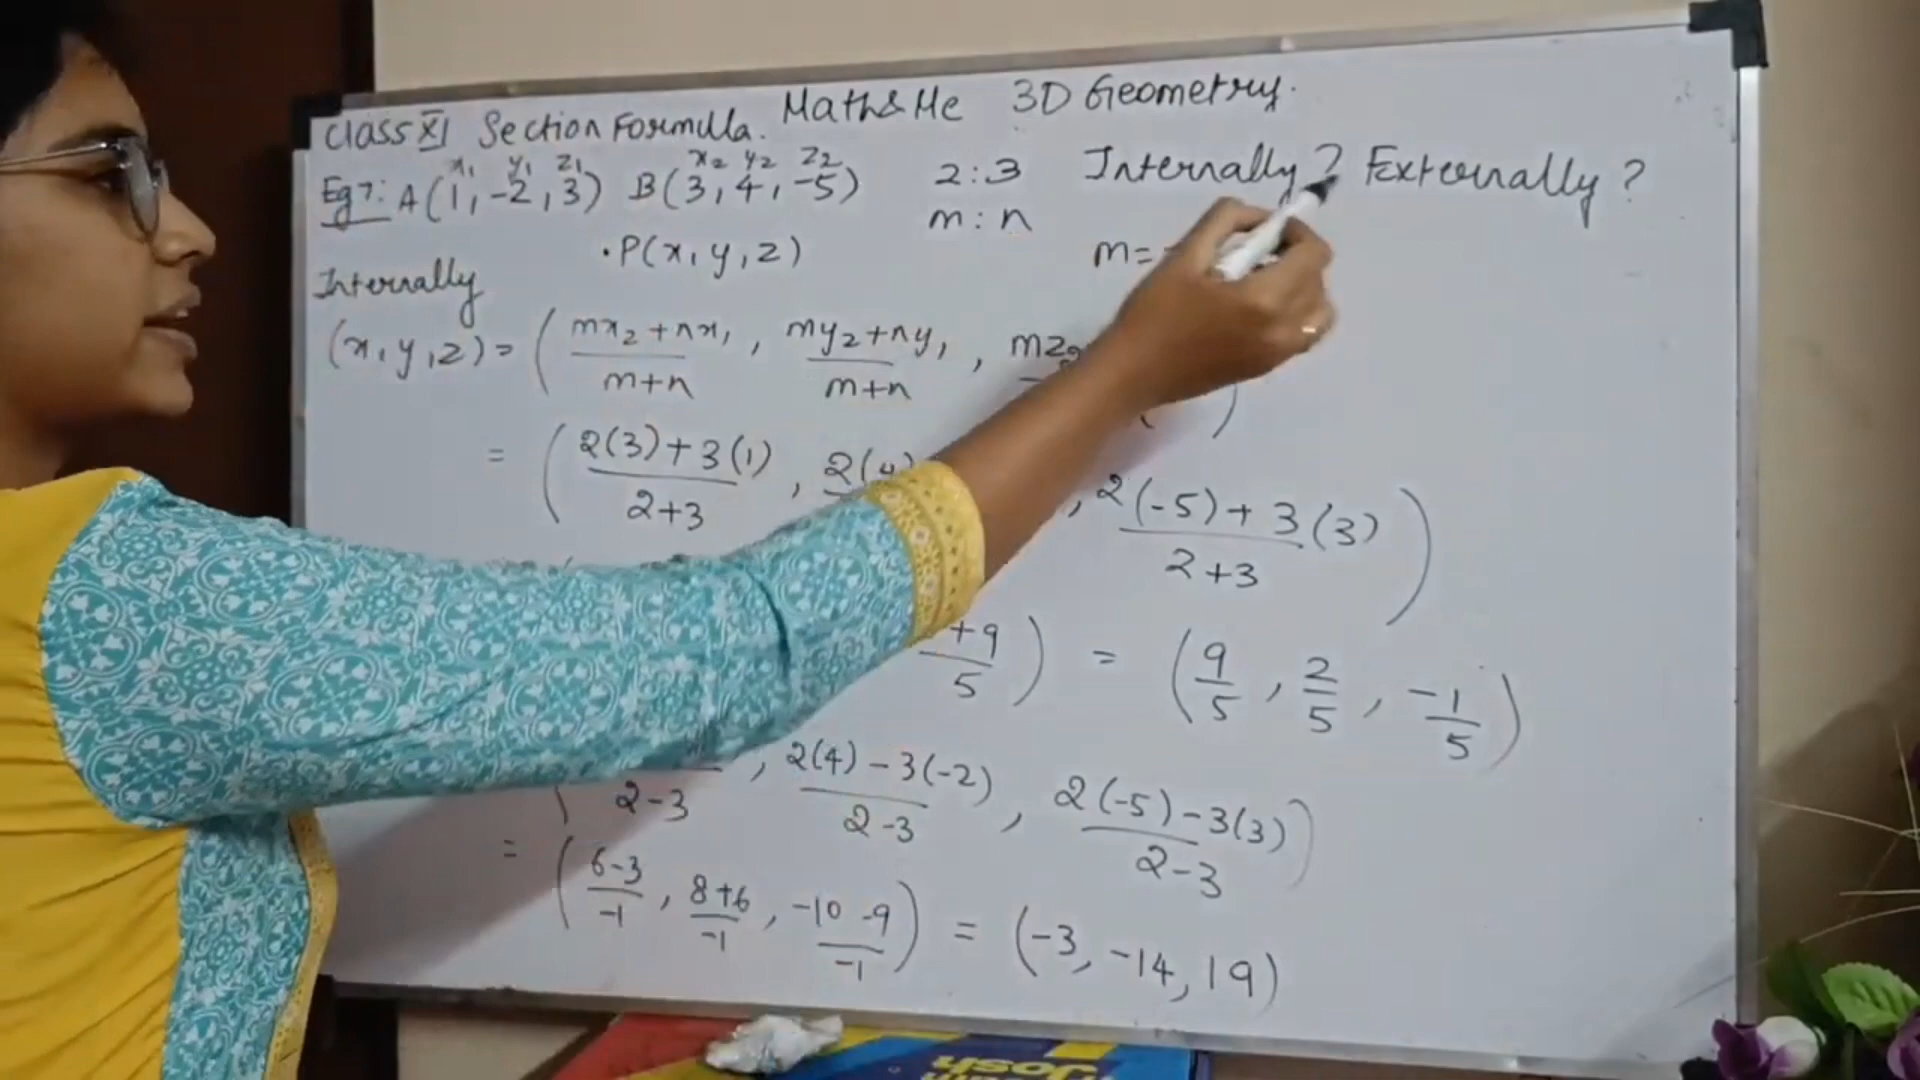 Class XI Section Formula. Math&Me 3D Geometry.
x₁ y₁ z₁ x₂ y₂ z₂
Eg 7: A(1, -2, 3) B(3, 4, -5) 2:3 Internally? Externally?
m:n
.P(x, y, z) m=
Internally
(x, y, z) = ( mx₂+nx₁ / m+n , my₂+ny₁ / m+n , mz₂
= ( 2(3)+3(1) / 2+3 , 2(4) , 2(-5)+3(3) / 2+3 )
+9 / 5 ) = ( 9/5 , 2/5 , -1/5 )
( 2-3 , 2(4)-3(-2) / 2-3 , 2(-5)-3(3) / 2-3 )
= ( 6-3 / -1 , 8+6 / -1 , -10-9 / -1 ) = (-3, -14, 19)
Josh